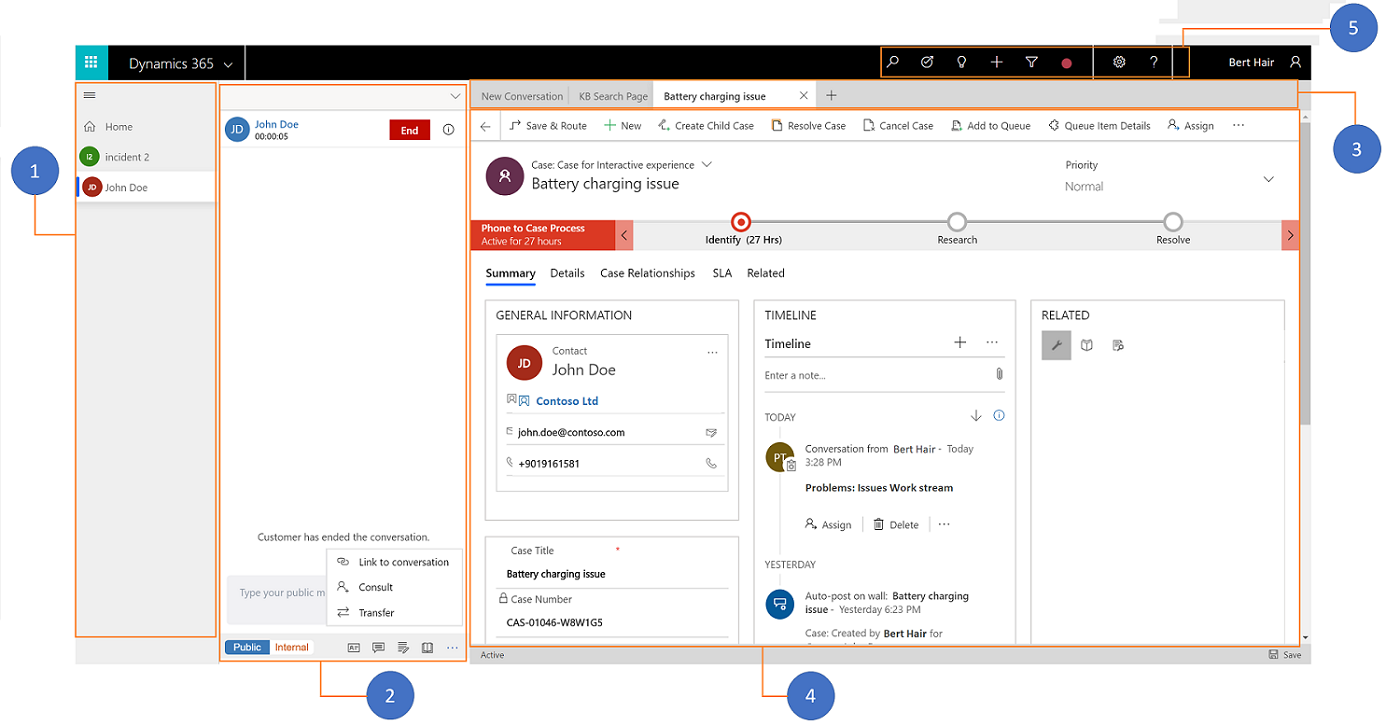 5
Dynamics 365
?
Bert Hair
New Conversation
KB Search Page
Battery charging issue
3
Home
I2
incident 2
JD
John Doe
1
JD
John Doe
00:00:05
End
Save & Route
New
Create Child Case
Resolve Case
Cancel Case
Add to Queue
Queue Item Details
Assign
Case: Case for Interactive experience
Battery charging issue
Priority
Normal
Phone to Case Process
Active for 27 hours
Identify (27 Hrs)
Research
Resolve
Summary
Details
Case Relationships
SLA
Related
GENERAL INFORMATION
JD
Contact
John Doe
Contoso Ltd
john.doe@contoso.com
+9019161581
Case Title
*
Battery charging issue
Case Number
CAS-01046-W8W1G5
TIMELINE
Timeline
Enter a note...
TODAY
PT
Conversation from Bert Hair - Today
3:28 PM
Problems: Issues Work stream
Assign
Delete
YESTERDAY
Auto-post on wall: Battery charging
issue - Yesterday 6:23 PM
Case: Created by Bert Hair for
RELATED
Customer has ended the conversation.
Link to conversation
Consult
Transfer
Type your public m
Public
Internal
Active
Save
2
4